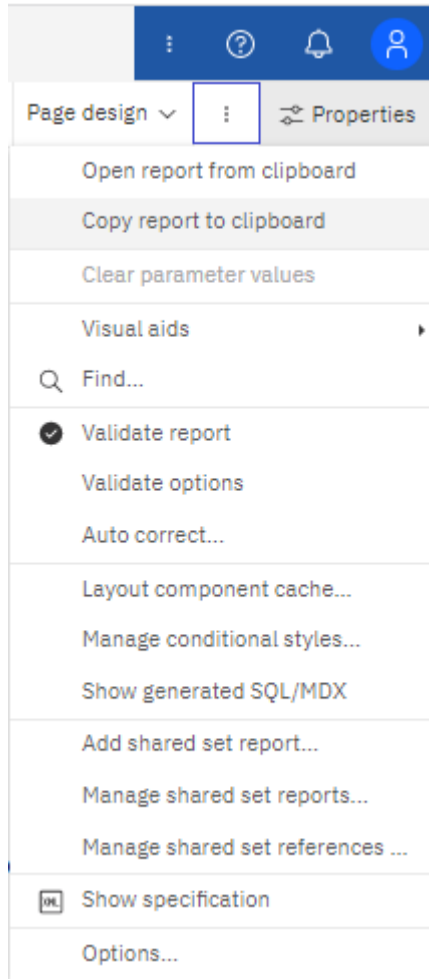 Page design
Properties
Open report from clipboard
Copy report to clipboard
Clear parameter values
Visual aids
Find...
Validate report
Validate options
Auto correct...
Layout component cache...
Manage conditional styles...
Show generated SQL/MDX
Add shared set report...
Manage shared set reports...
Manage shared set references ...
Show specification
Options...